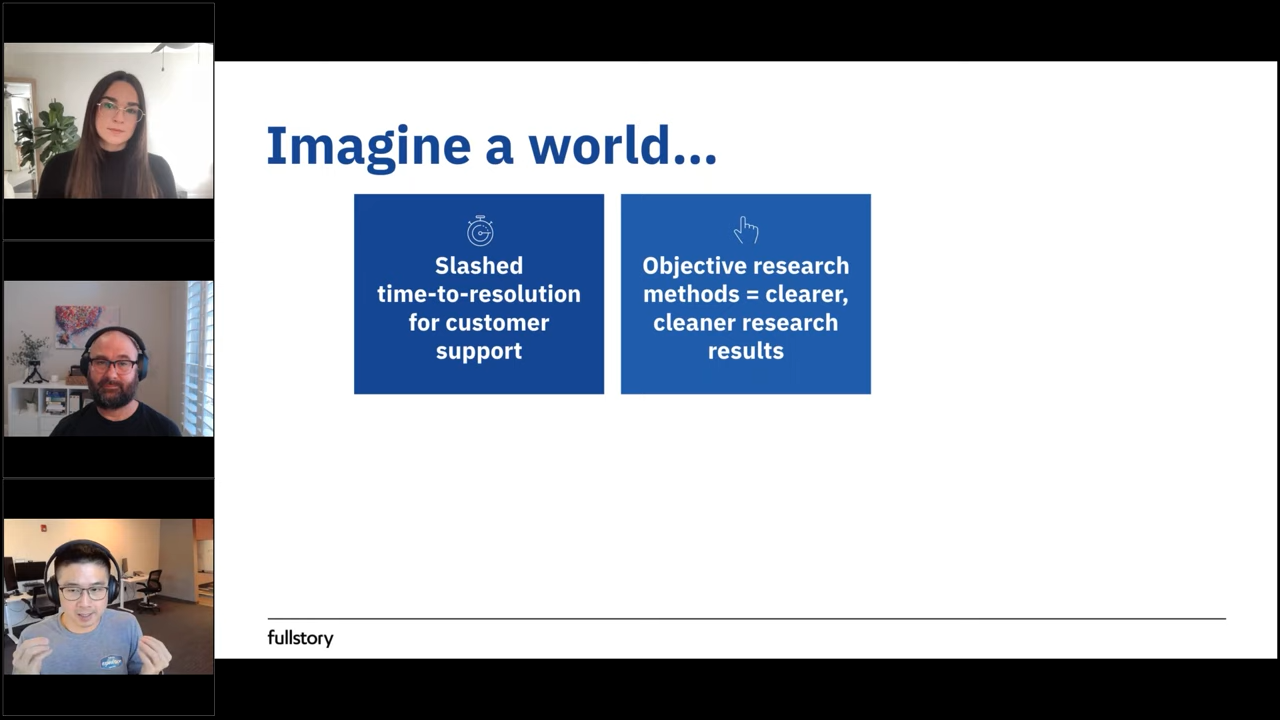 Imagine a world...
Slashed
time-to-resolution
for customer
support
Objective research
methods = clearer,
cleaner research
results
fullstory